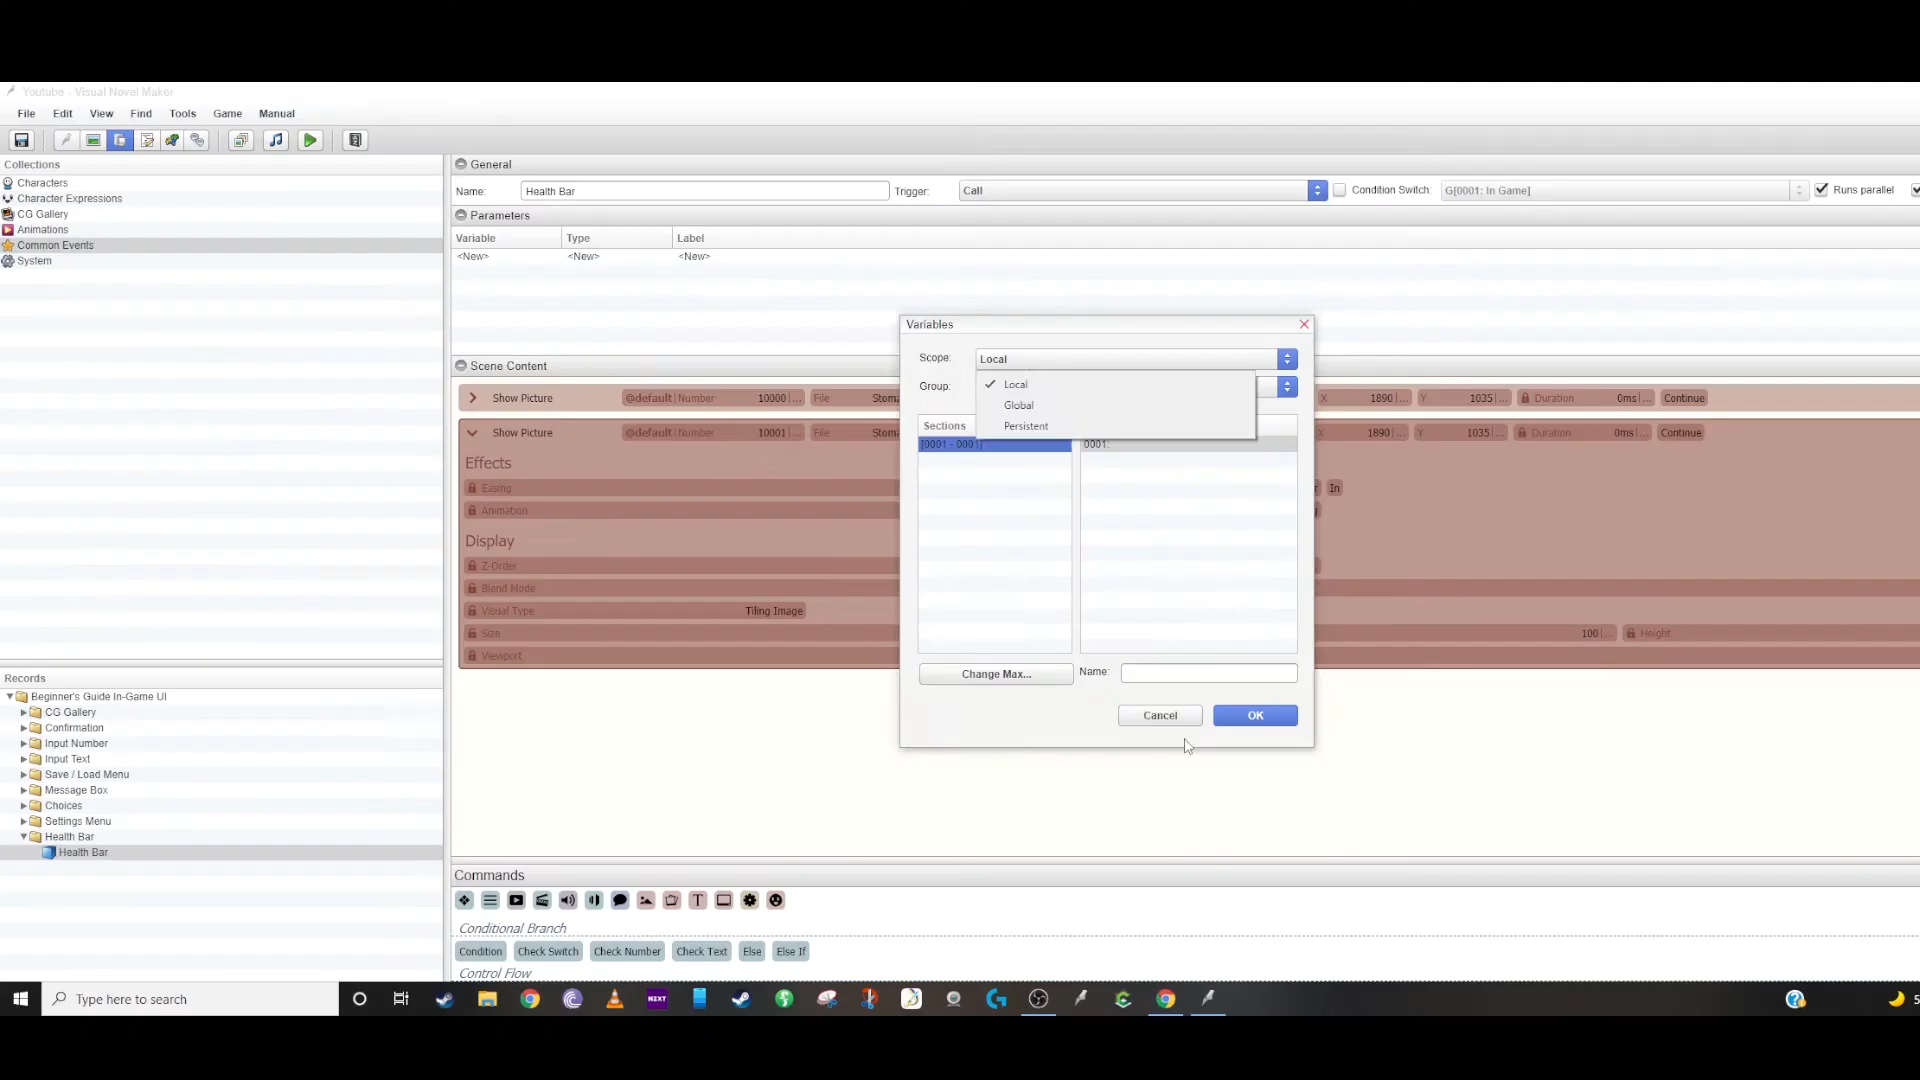 Youtube - Visual Novel Maker
File Edit View Find Tools Game Manual
Collections
Characters
Character Expressions
CG Gallery
Animations
Common Events
System
General
Name: Health Bar Trigger: Call Condition Switch: G[0001: In Game] Runs parallel
Parameters
Variable Type Label
<New> <New> <New>
Scene Content
Show Picture @default Number 10000 ... File Stoma X 1890 ... Y 1035 ... Duration 0ms ... Continue
Show Picture @default Number 10001 ... File Stoma X 1890 ... Y 1035 ... Duration 0ms ... Continue
Effects
Easing In
Animation
Display
Z-Order
Blend Mode
Visual Type Tiling Image
Size 100 ... Height
Viewport
Variables
Scope: Local
Group:
Local
Global
Persistent
Sections
[0001 - 0001] 0001:
Change Max... Name:
Cancel OK
Records
Beginner's Guide In-Game UI
CG Gallery
Confirmation
Input Number
Input Text
Save / Load Menu
Message Box
Choices
Settings Menu
Health Bar
Health Bar
Commands
T
Conditional Branch
Condition Check Switch Check Number Check Text Else Else If
Control Flow
Type here to search
NEXT
5